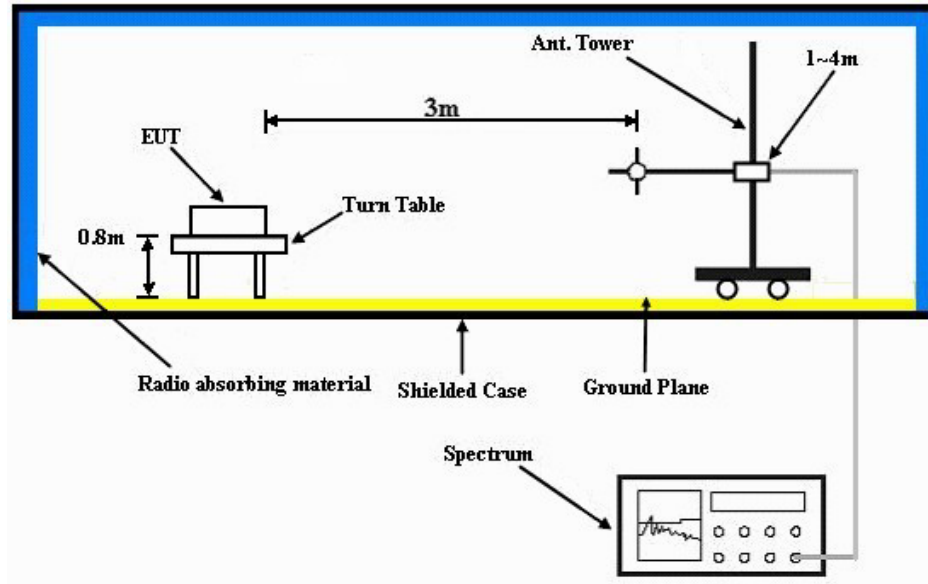 Ant. Tower
1~4m
3m
EUT
Turn Table
0.8m
Radio absorbing material
Shielded Case
Ground Plane
Spectrum